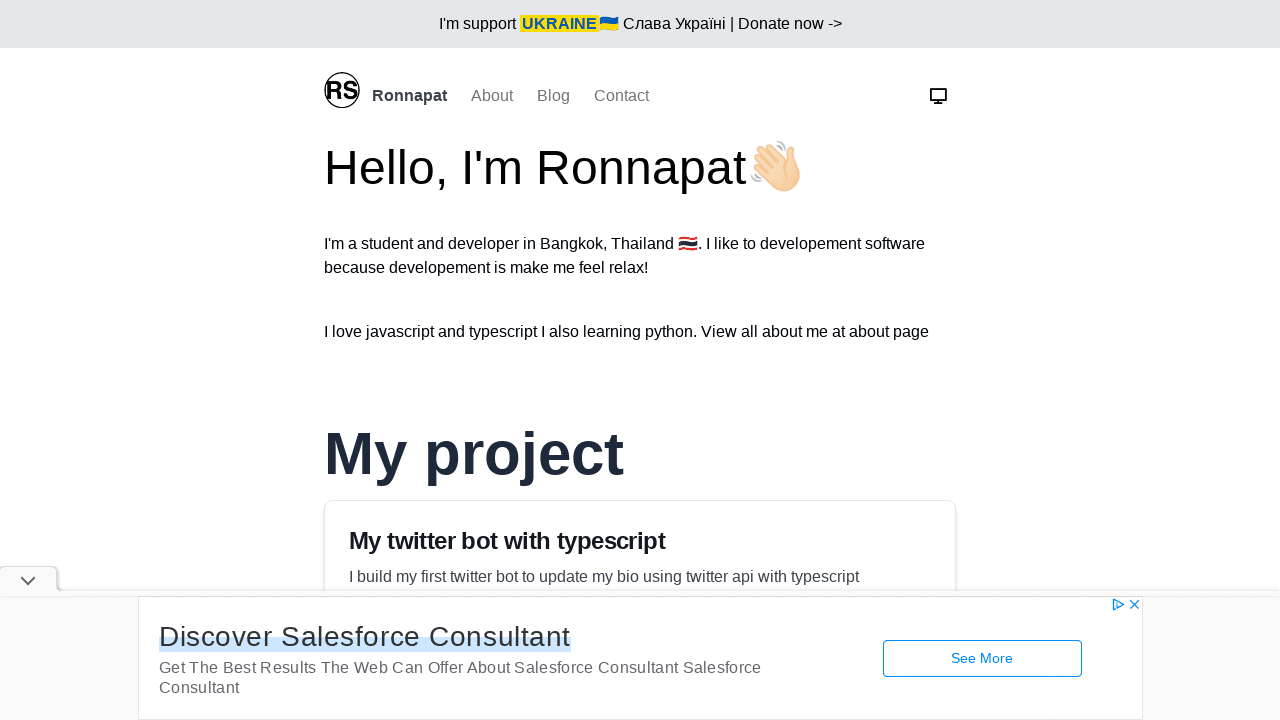 I'm support UKRAINE🇺🇦 Слава Україні | Donate now ->
RS Ronnapat About Blog Contact
Hello, I'm Ronnapat👋🏻
I'm a student and developer in Bangkok, Thailand 🇹🇭. I like to developement software
because developement is make me feel relax!
I love javascript and typescript I also learning python. View all about me at about page
My project
My twitter bot with typescript
I build my first twitter bot to update my bio using twitter api with typescript
Discover Salesforce Consultant
Get The Best Results The Web Can Offer About Salesforce Consultant Salesforce
Consultant
See More